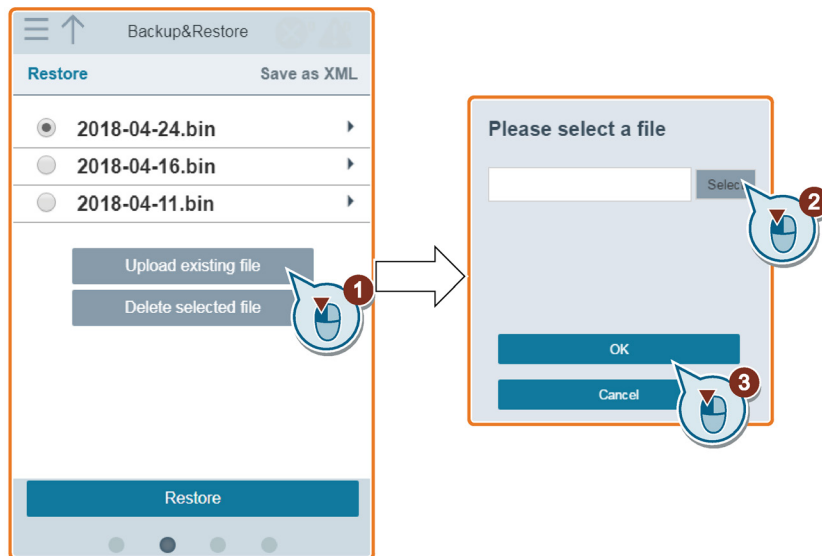 Backup&Restore
Restore Save as XML
2018-04-24.bin
2018-04-16.bin
2018-04-11.bin
Upload existing file
1
Delete selected file
Restore
Please select a file
Select
2
OK
3
Cancel